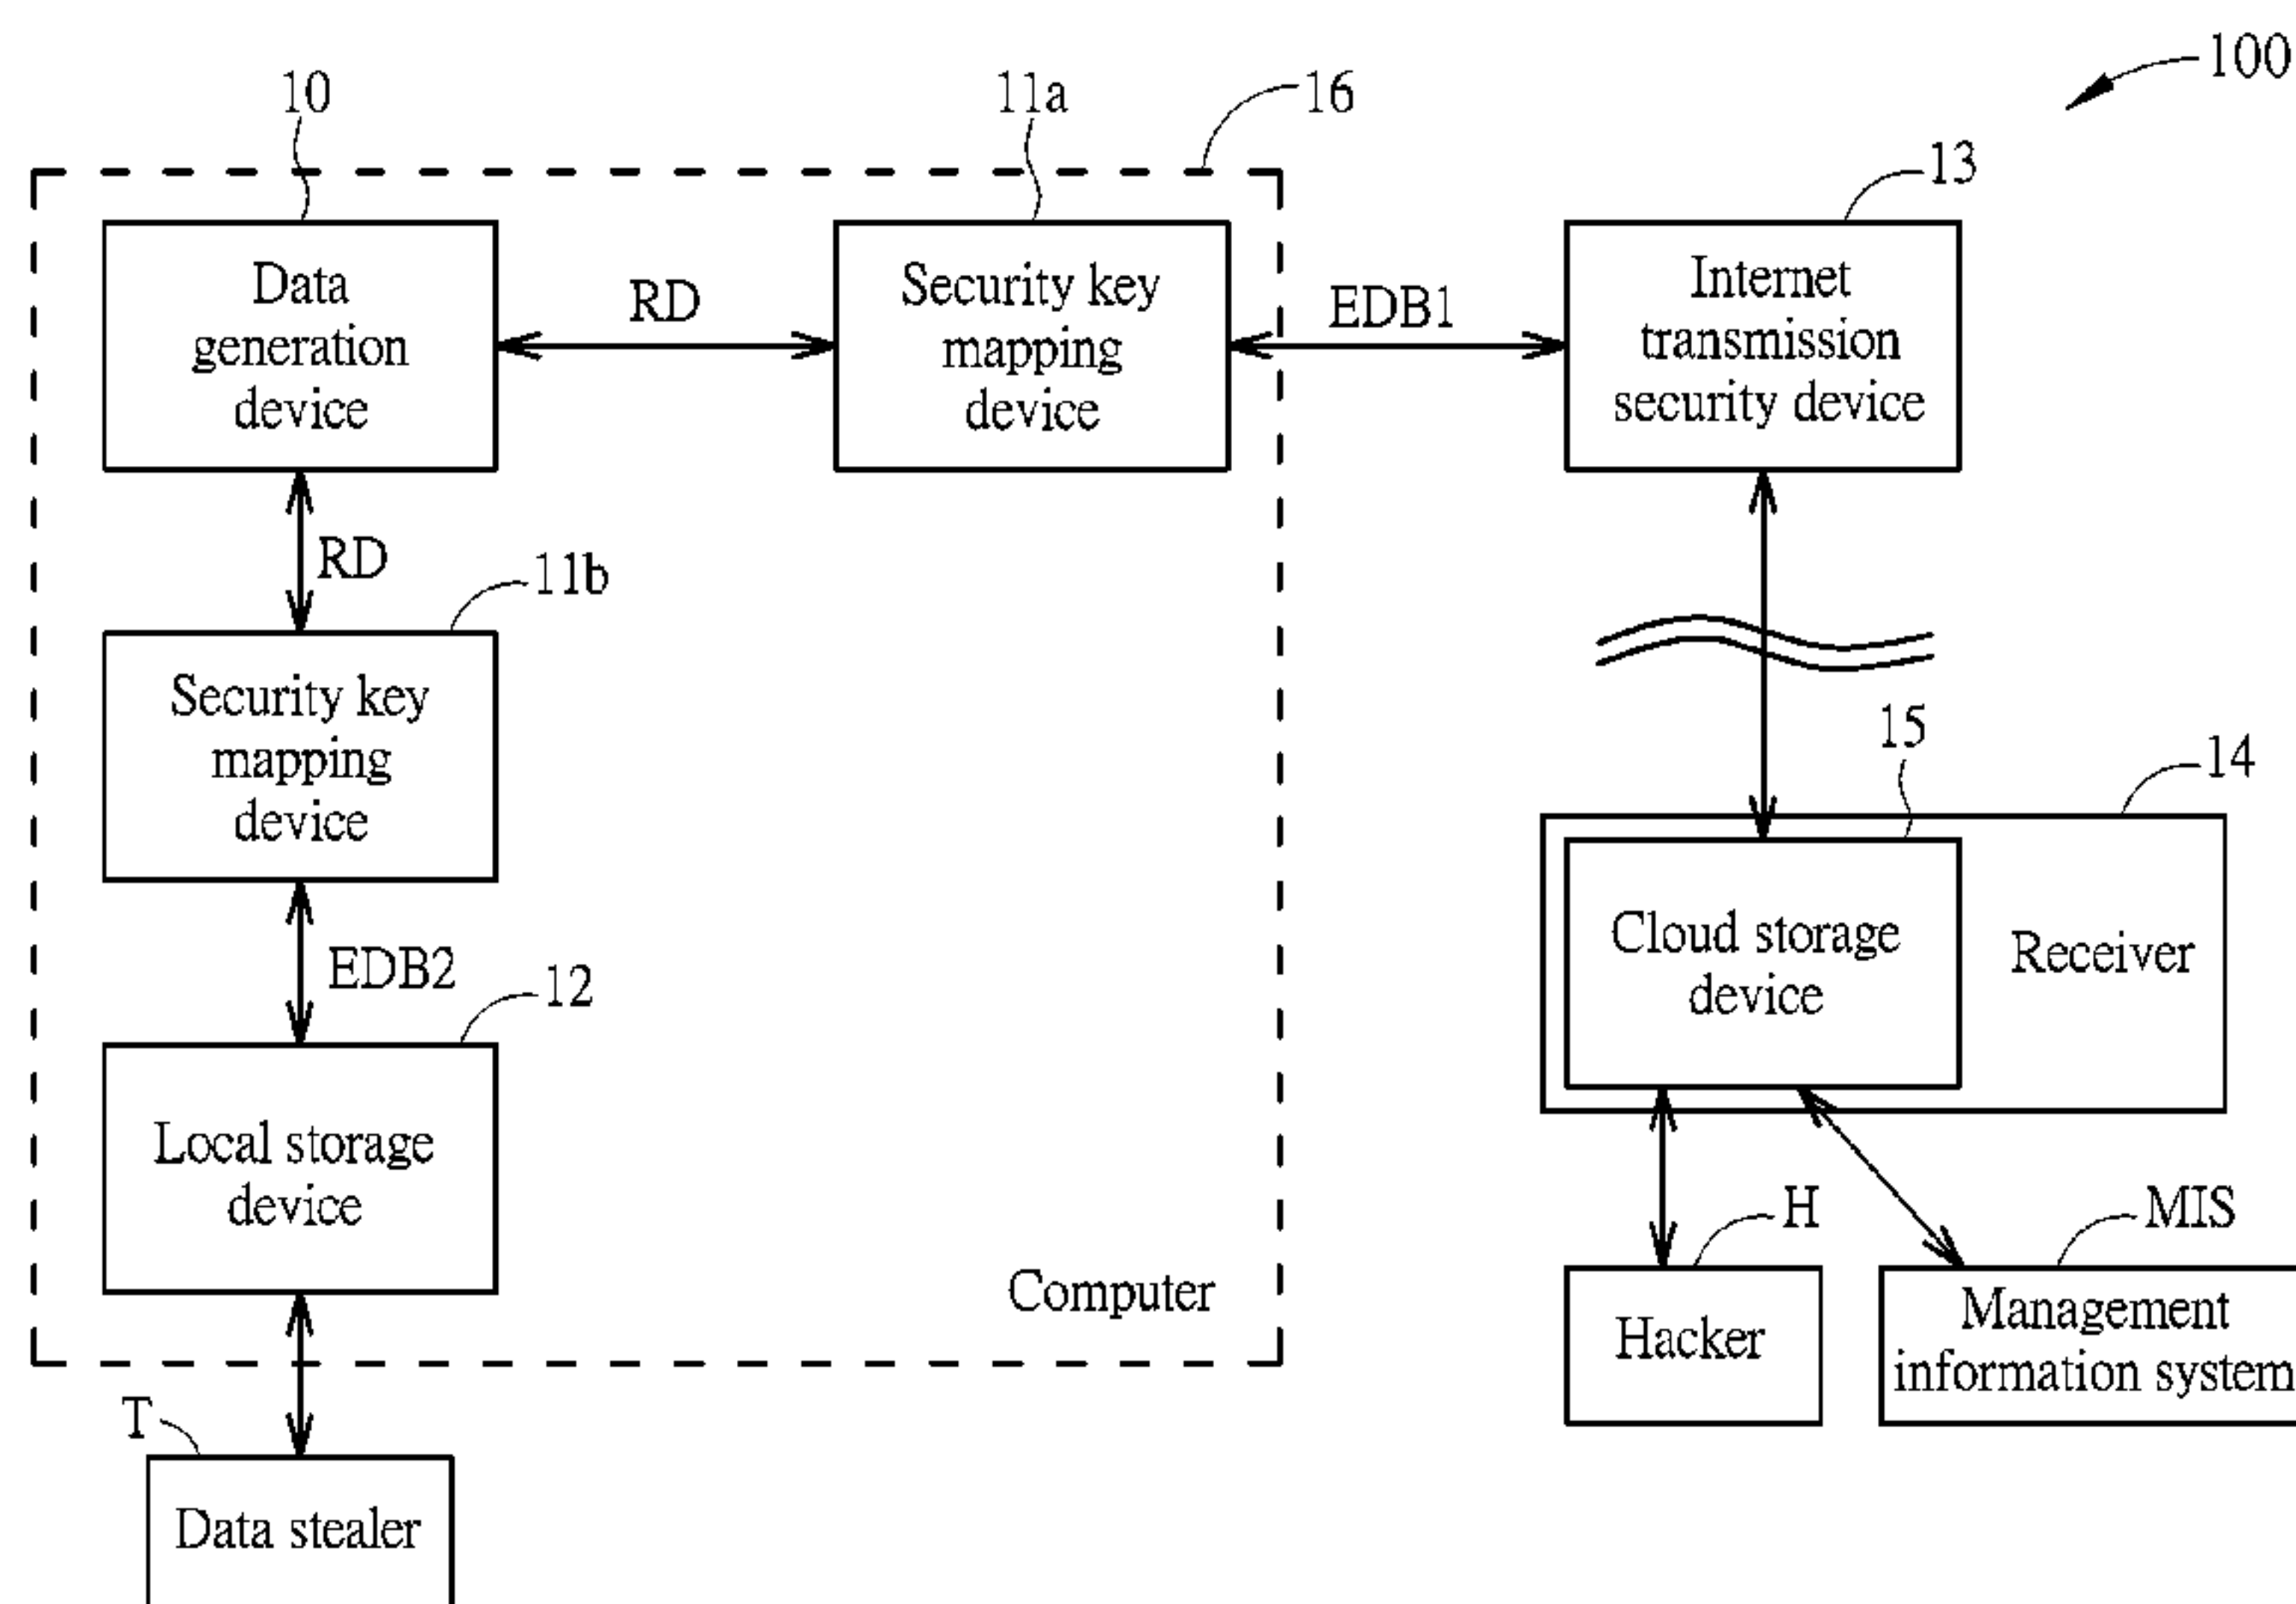 100
10
11a
16
13
Data
generation
device
RD
Security key
mapping
device
EDB1
Internet
transmission
security device
RD
11b
Security key
mapping
device
15
14
Cloud storage
device
Receiver
EDB2
12
Local storage
device
Computer
H
MIS
Hacker
Management
information system
T
Data stealer